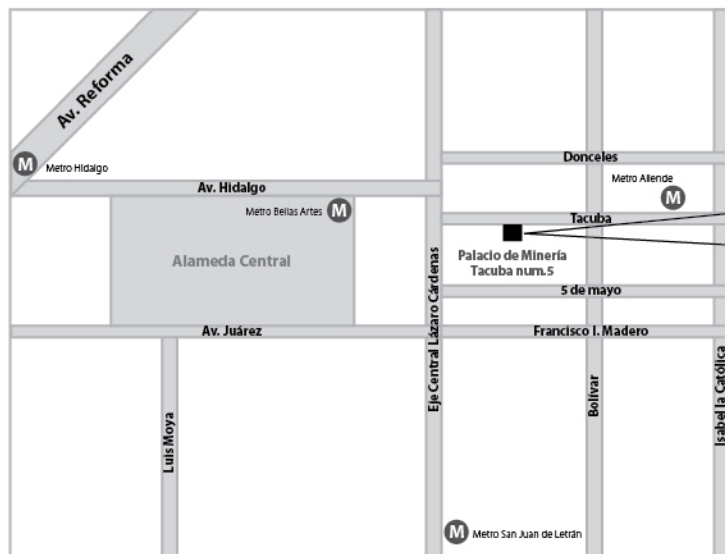 Av. Reforma
M
Metro Hidalgo
Donceles
Metro Allende
M
Av. Hidalgo
Metro Bellas Artes
M
Tacuba
Alameda Central
Palacio de Minería
Tacuba num.5
5 de mayo
Eje Central Lázaro Cárdenas
Av. Juárez
Francisco I. Madero
Luis Moya
Bolívar
Isabel la Católica
M
Metro San Juan de Letrán